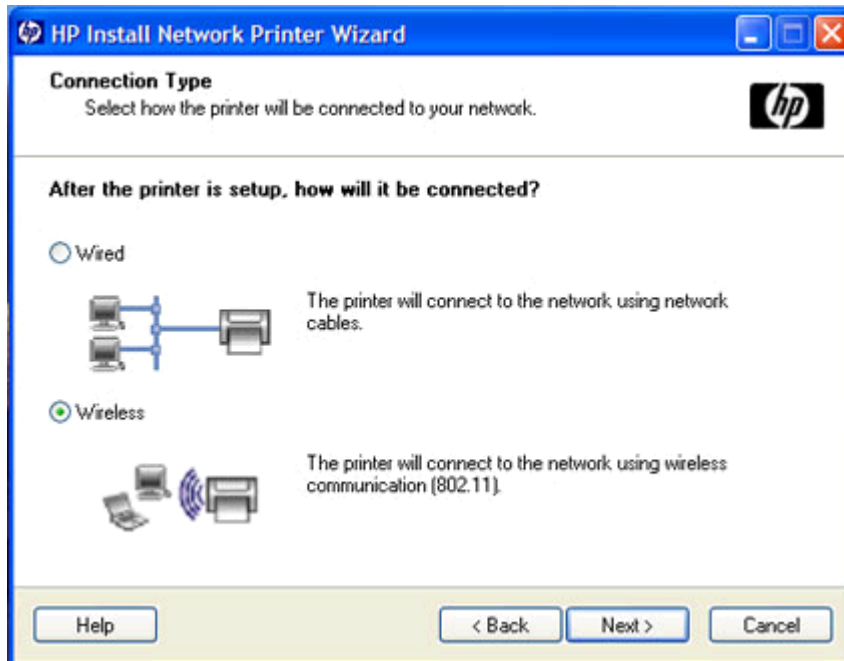 HP Install Network Printer Wizard
Connection Type
Select how the printer will be connected to your network.
hp
After the printer is setup, how will it be connected?
Wired
The printer will connect to the network using network
cables.
Wireless
The printer will connect to the network using wireless
communication (802.11).
Help
< Back
Next >
Cancel